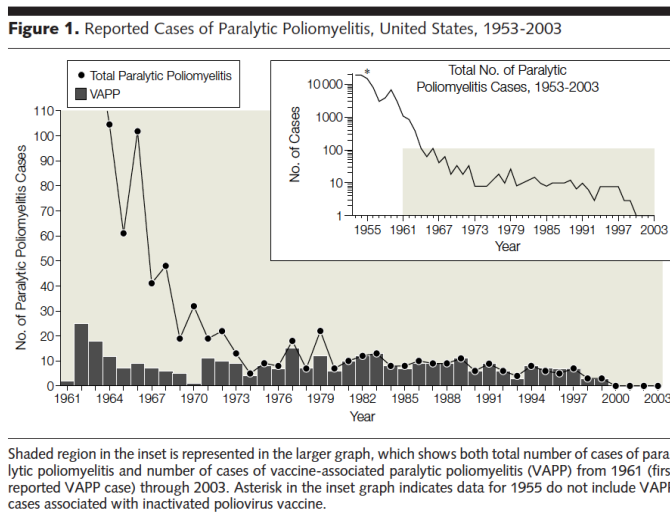 Figure 1. Reported Cases of Paralytic Poliomyelitis, United States, 1953-2003
Total Paralytic Poliomyelitis
VAPP
No. of Paralytic Poliomyelitis Cases
110
100
90
80
70
60
50
40
30
20
10
0
1961 1964 1967 1970 1973 1976 1979 1982 1985 1988 1991 1994 1997 2000 2003
Year
Total No. of Paralytic
Poliomyelitis Cases, 1953-2003
*
No. of Cases
10 000
1000
100
10
1
1955 1961 1967 1973 1979 1985 1991 1997 2003
Year
Shaded region in the inset is represented in the larger graph, which shows both total number of cases of para
lytic poliomyelitis and number of cases of vaccine-associated paralytic poliomyelitis (VAPP) from 1961 (firs
reported VAPP case) through 2003. Asterisk in the inset graph indicates data for 1955 do not include VAPP
cases associated with inactivated poliovirus vaccine.